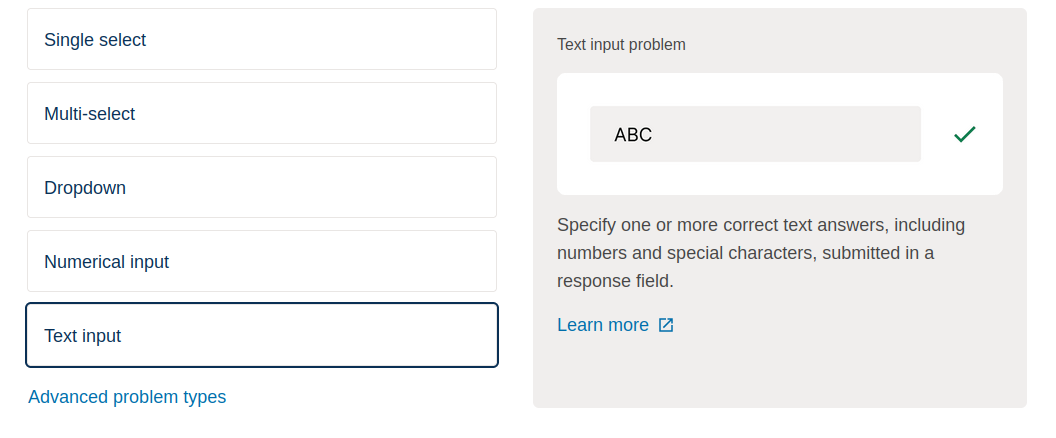 Single select
Multi-select
Dropdown
Numerical input
Text input
Advanced problem types
Text input problem
ABC
Specify one or more correct text answers, including
numbers and special characters, submitted in a
response field.
Learn more